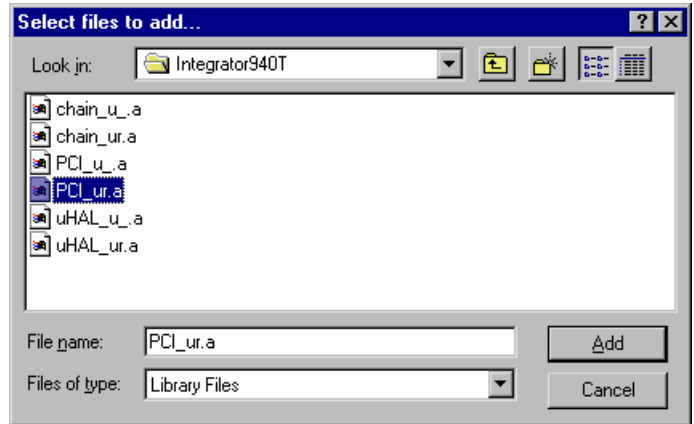 Select files to add...
Look in: Integrator940T
chain_u_.a
chain_ur.a
PCI_u_.a
PCI_ur.a
uHAL_u_.a
uHAL_ur.a
File name: PCI_ur.a Add
Files of type: Library Files Cancel